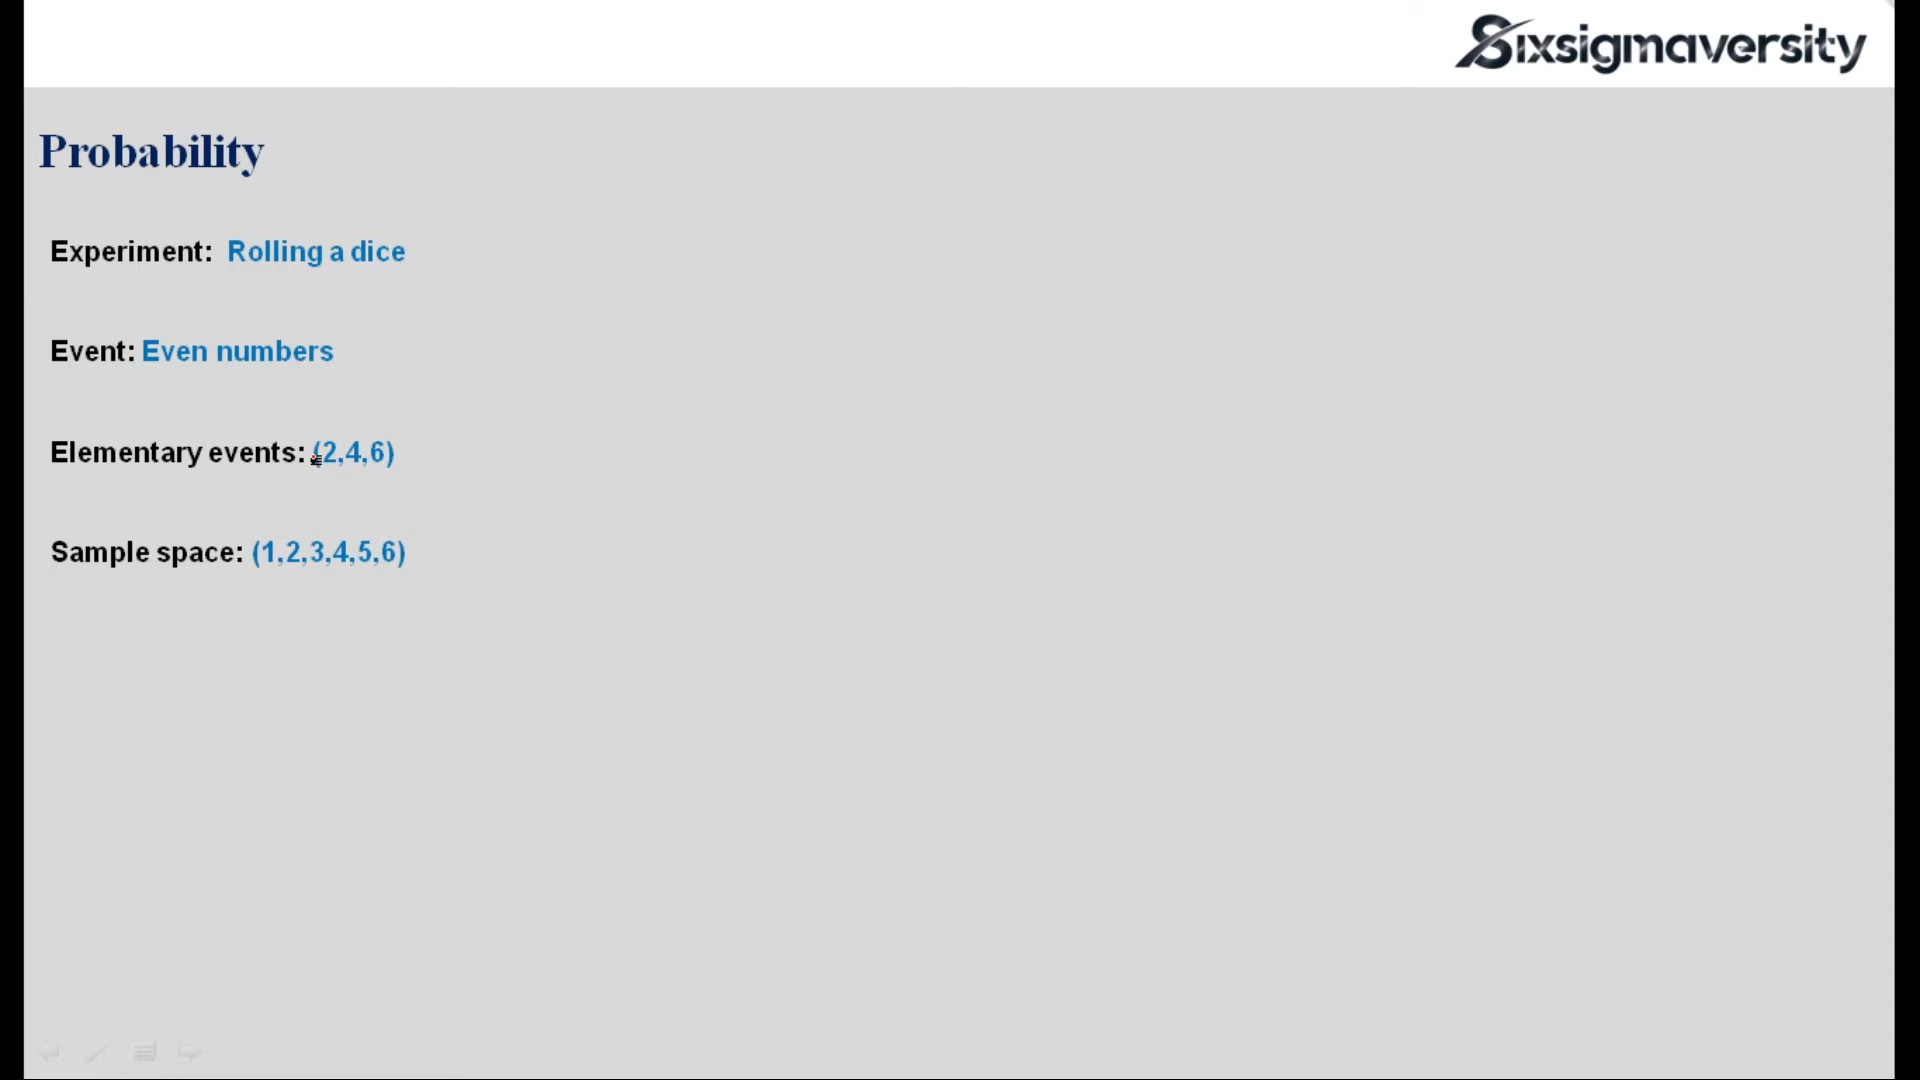 Sixsigmaversity
Probability
Experiment: Rolling a dice
Event: Even numbers
Elementary events: (2,4,6)
Sample space: (1,2,3,4,5,6)